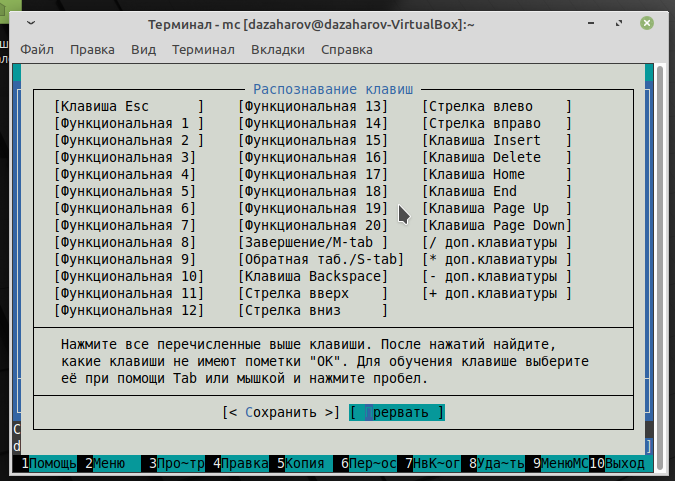 Терминал - mc [dazaharov@dazaharov-VirtualBox]:~
Файл Правка Вид Терминал Вкладки Справка
Распознавание клавиш
[Клавиша Esc ] [Функциональная 13] [Стрелка влево ]
[Функциональная 1 ] [Функциональная 14] [Стрелка вправо ]
[Функциональная 2 ] [Функциональная 15] [Клавиша Insert ]
[Функциональная 3] [Функциональная 16] [Клавиша Delete ]
[Функциональная 4] [Функциональная 17] [Клавиша Home ]
[Функциональная 5] [Функциональная 18] [Клавиша End ]
[Функциональная 6] [Функциональная 19] [Клавиша Page Up ]
[Функциональная 7] [Функциональная 20] [Клавиша Page Down]
[Функциональная 8] [Завершение/M-tab ] [/ доп.клавиатуры ]
[Функциональная 9] [Обратная таб./S-tab] [* доп.клавиатуры ]
[Функциональная 10] [Клавиша Backspace] [- доп.клавиатуры ]
[Функциональная 11] [Стрелка вверх ] [+ доп.клавиатуры ]
[Функциональная 12] [Стрелка вниз ]
Нажмите все перечисленные выше клавиши. После нажатий найдите,
какие клавиши не имеют пометки "OK". Для обучения клавише выберите
её при помощи Tab или мышкой и нажмите пробел.
[< Сохранить >] [ Прервать ]
1Помощь 2Меню 3Про~тр 4Правка 5Копия 6Пер~ос 7НвК~ог 8Уда~ть 9МенюMC 10Выход